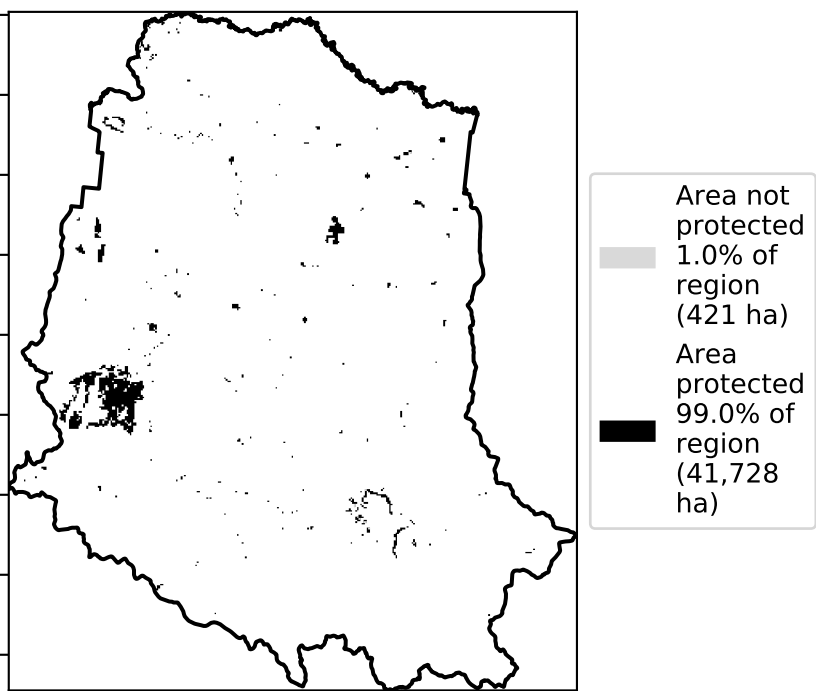 Area not
protected
1.0% of
region
(421 ha)
Area
protected
99.0% of
region
(41,728
ha)